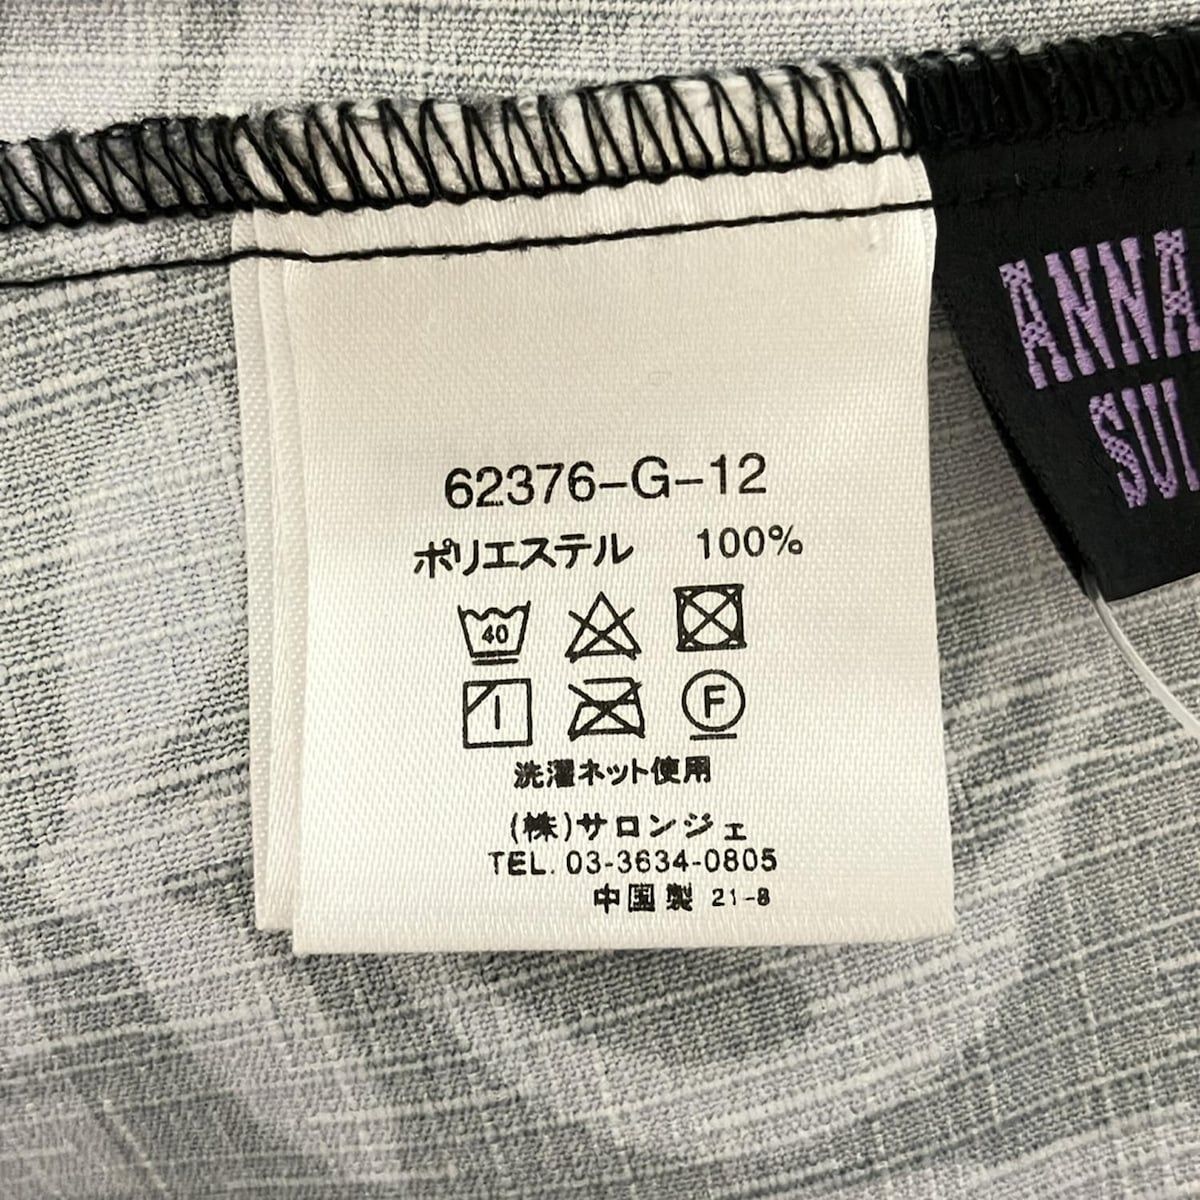 62376-G-12
ポリエステル 100%
40
F
洗濯ネット使用
(株)サロンジェ
TEL. 03-3634-0805
中国製 21-8
ANNA
SUI